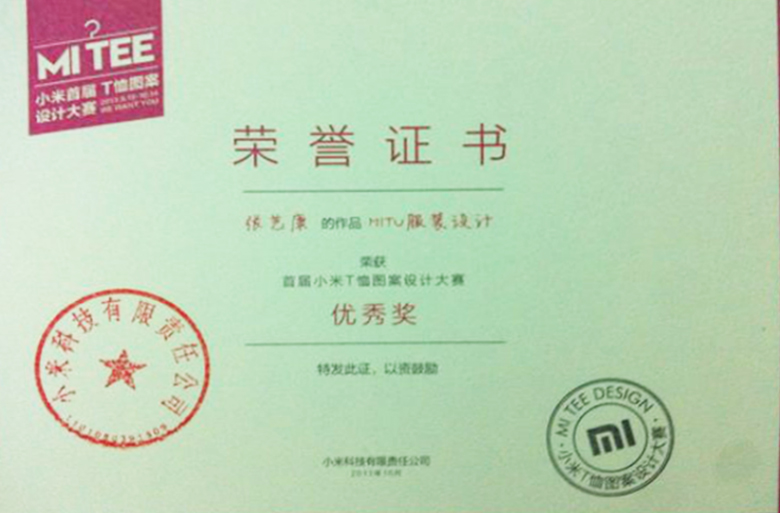 MI TEE
小米首届 T恤图案
设计大赛 WE WANT YOU
荣誉证书
张艺康 的作品 MITU服装设计
荣获
首届小米T恤图案设计大赛
优秀奖
特发此证，以资鼓励
小米科技有限责任公司
小米科技有限责任公司
MI TEE DESIGN
MI
小米T恤图案设计大赛